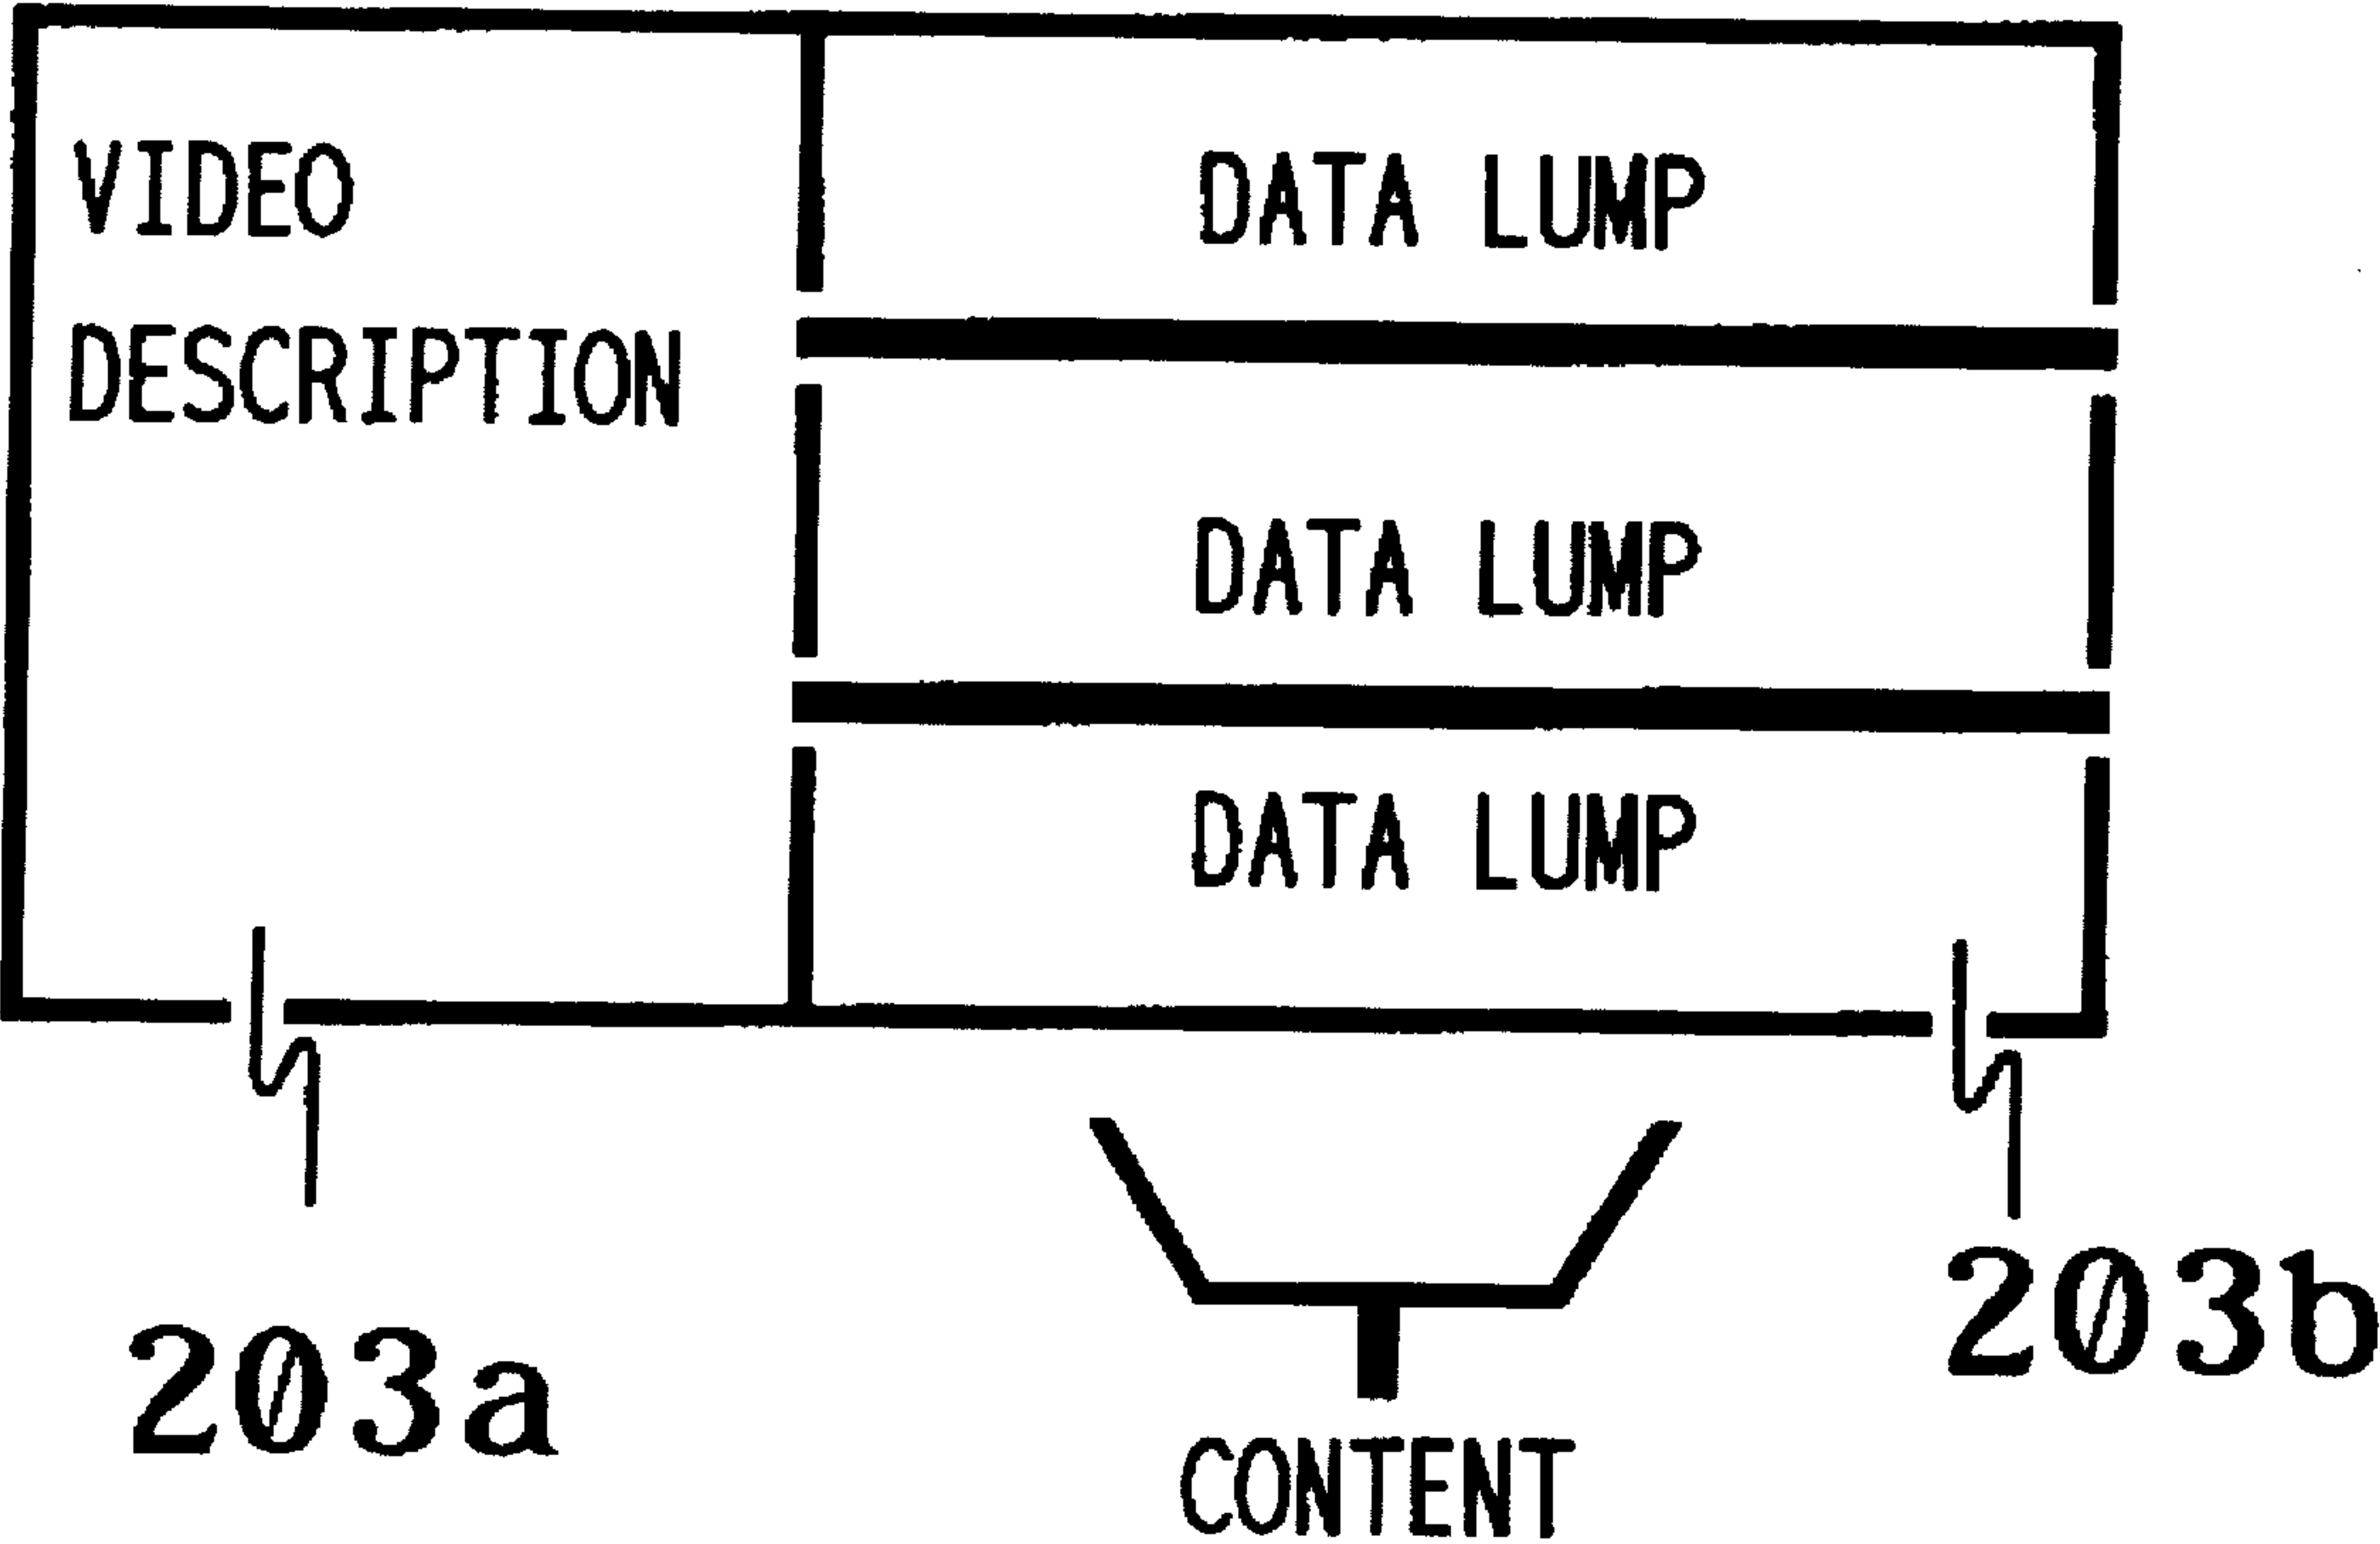 VIDEO
DESCRIPTION
DATA LUMP
DATA LUMP
DATA LUMP
203a
203b
CONTENT